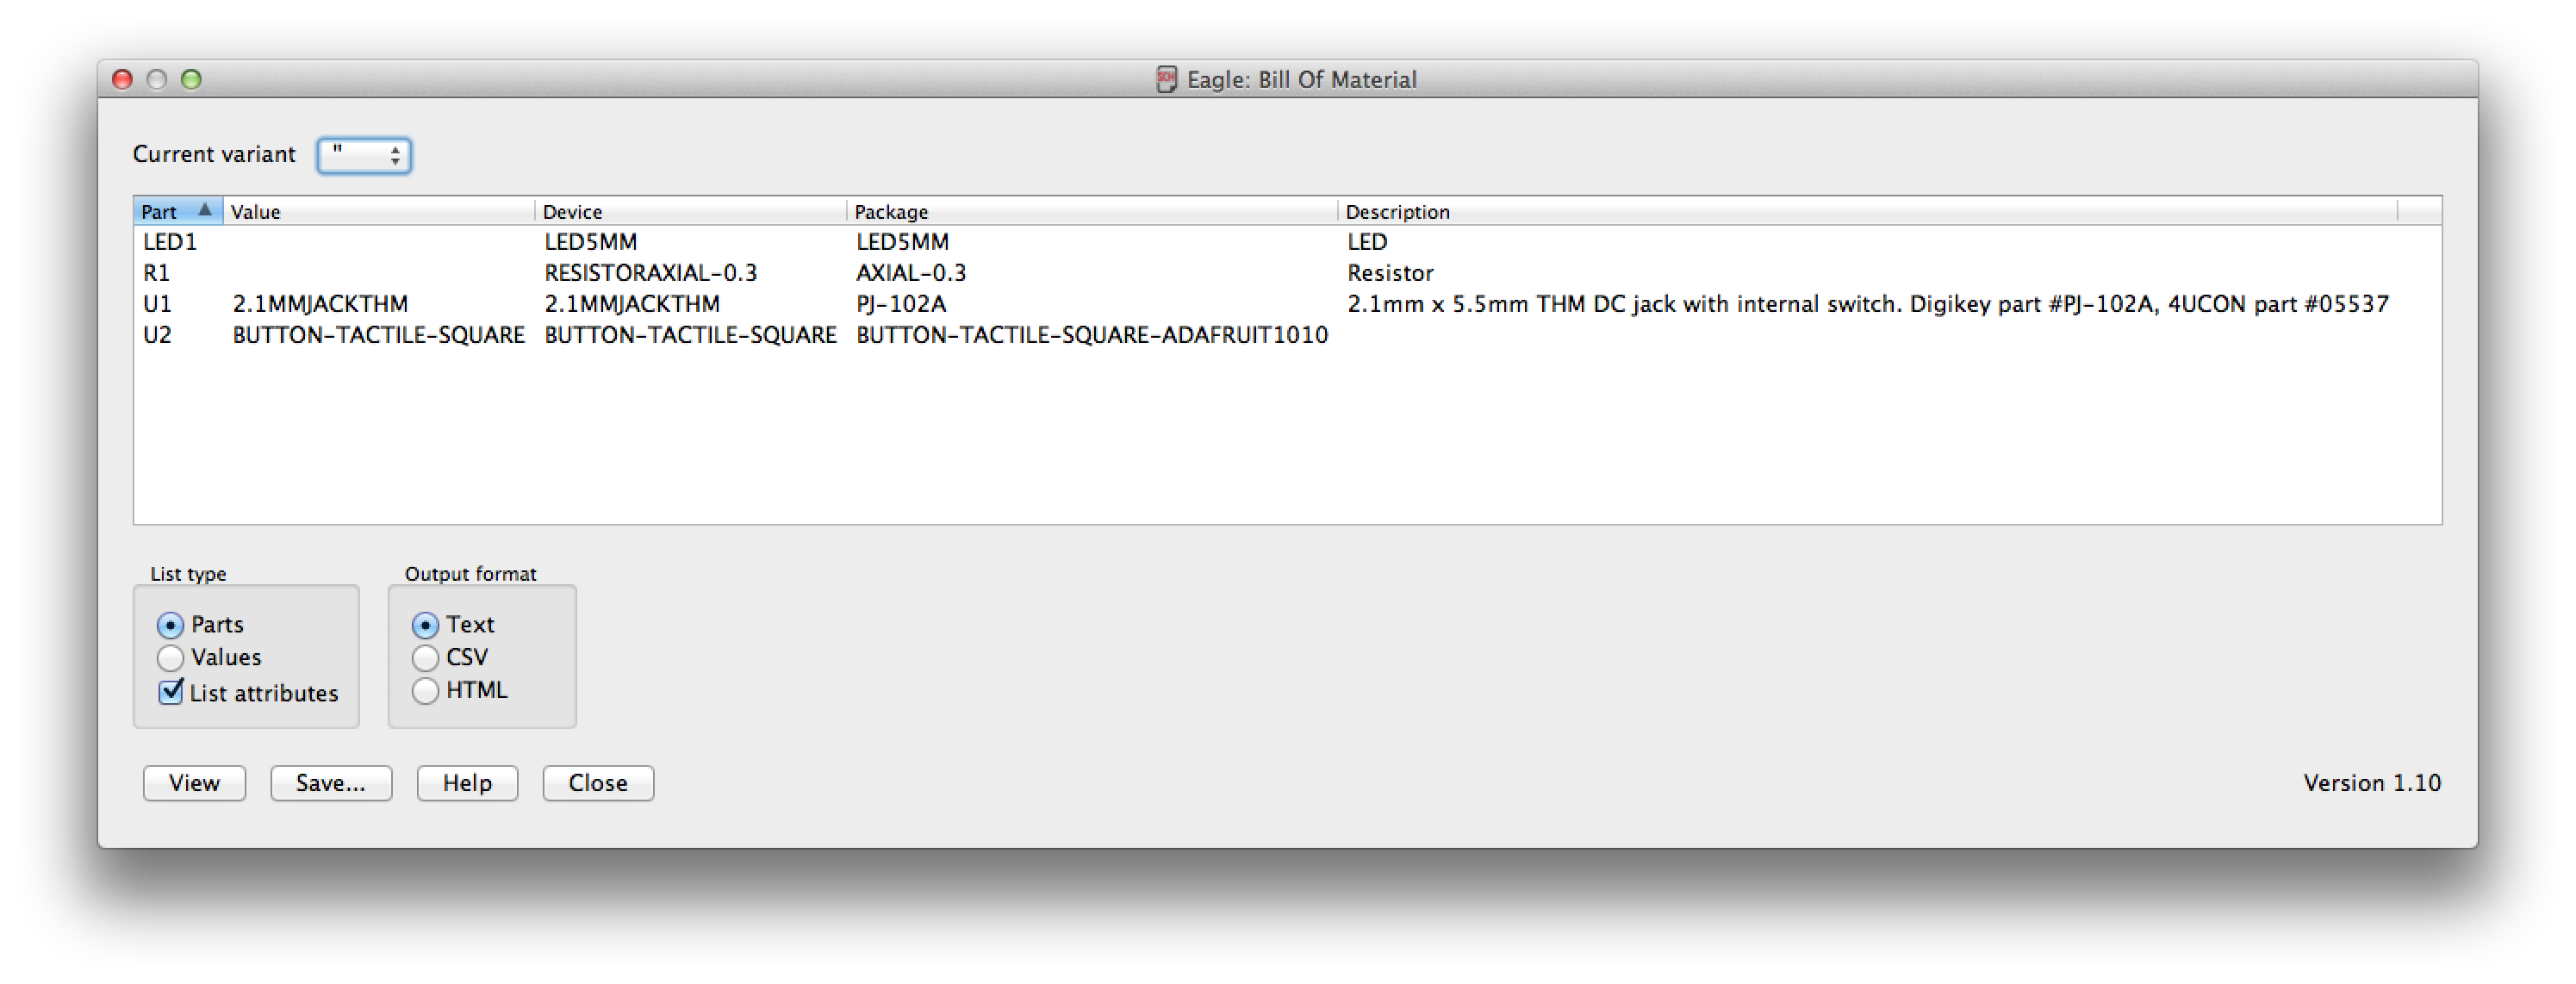 SCH Eagle: Bill Of Material
Current variant "
Part Value Device Package Description
LED1 LED5MM LED5MM LED
R1 RESISTORAXIAL-0.3 AXIAL-0.3 Resistor
U1 2.1MMJACKTHM 2.1MMJACKTHM PJ-102A 2.1mm x 5.5mm THM DC jack with internal switch. Digikey part #PJ-102A, 4UCON part #05537
U2 BUTTON-TACTILE-SQUARE BUTTON-TACTILE-SQUARE BUTTON-TACTILE-SQUARE-ADAFRUIT1010
List type Output format
Parts Text
Values CSV
List attributes HTML
View Save... Help Close Version 1.10